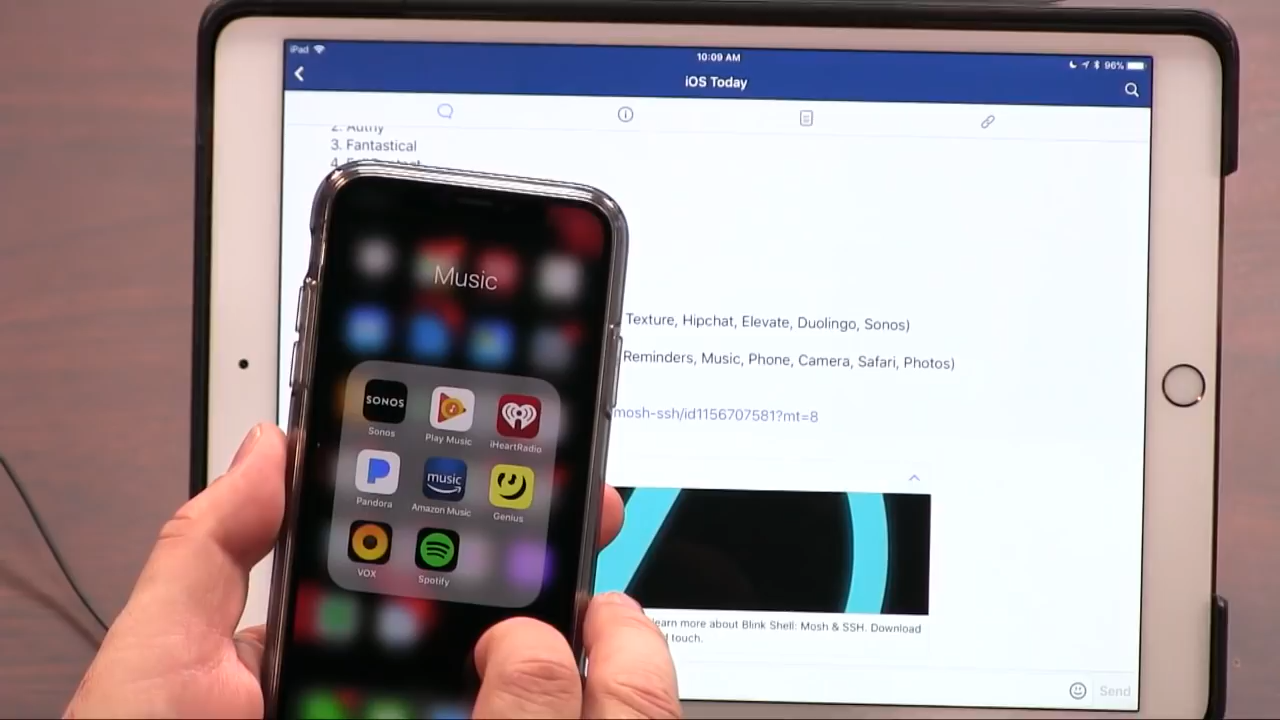 iPad
10:09 AM
96%
iOS Today
2. Authy
3. Fantastical
4.
Texture, Hipchat, Elevate, Duolingo, Sonos)
Reminders, Music, Phone, Camera, Safari, Photos)
mosh-ssh/id1156707581?mt=8
learn more about Blink Shell: Mosh & SSH. Download
touch.
Send
Music
SONOS
Sonos
Play Music
iHeartRadio
Pandora
music
Amazon Music
Genius
VOX
Spotify